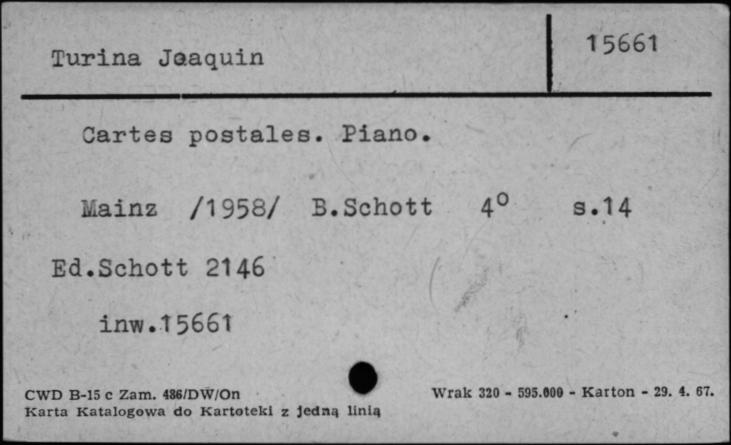 Turina Joaquin 15661
Cartes postales. Piano.
Mainz /1958/ B.Schott 4° s.14
Ed.Schott 2146
inw.15661
CWD B-15 c Zam. 486/DW/On Wrak 320 - 595.000 - Karton - 29. 4. 67.
Karta Katalogowa do Kartoteki z jedną linią